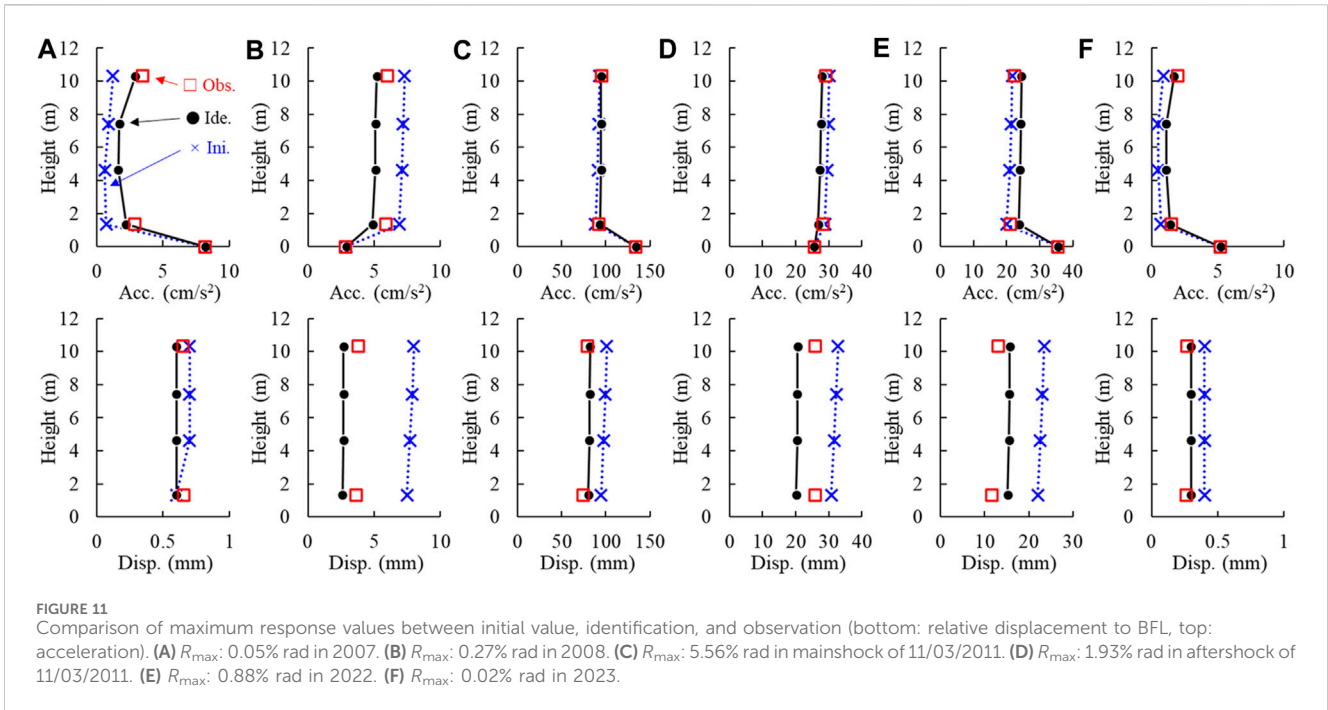 A
B
C
D
E
F
12
10
8
6
4
2
0
Height (m)
Obs.
Ide.
Ini.
0 5 10
Acc. (cm/s²)
12
10
8
6
4
2
0
Height (m)
0 5 10
Acc. (cm/s²)
12
10
8
6
4
2
0
Height (m)
0 50 100 150
Acc. (cm/s²)
12
10
8
6
4
2
0
Height (m)
0 10 20 30 40
Acc. (cm/s²)
12
10
8
6
4
2
0
Height (m)
0 10 20 30 40
Acc. (cm/s²)
12
10
8
6
4
2
0
Height (m)
0 5 10
Acc. (cm/s²)
12
10
8
6
4
2
0
Height (m)
0 0.5 1
Disp. (mm)
12
10
8
6
4
2
0
Height (m)
0 5 10
Disp. (mm)
12
10
8
6
4
2
0
Height (m)
0 50 100 150
Disp. (mm)
12
10
8
6
4
2
0
Height (m)
0 10 20 30 40
Disp. (mm)
12
10
8
6
4
2
0
Height (m)
0 10 20 30
Disp. (mm)
12
10
8
6
4
2
0
Height (m)
0 0.5 1
Disp. (mm)
FIGURE 11
Comparison of maximum response values between initial value, identification, and observation (bottom: relative displacement to BFL, top:
acceleration). (A) Rmax: 0.05% rad in 2007. (B) Rmax: 0.27% rad in 2008. (C) Rmax: 5.56% rad in mainshock of 11/03/2011. (D) Rmax: 1.93% rad in aftershock of
11/03/2011. (E) Rmax: 0.88% rad in 2022. (F) Rmax: 0.02% rad in 2023.